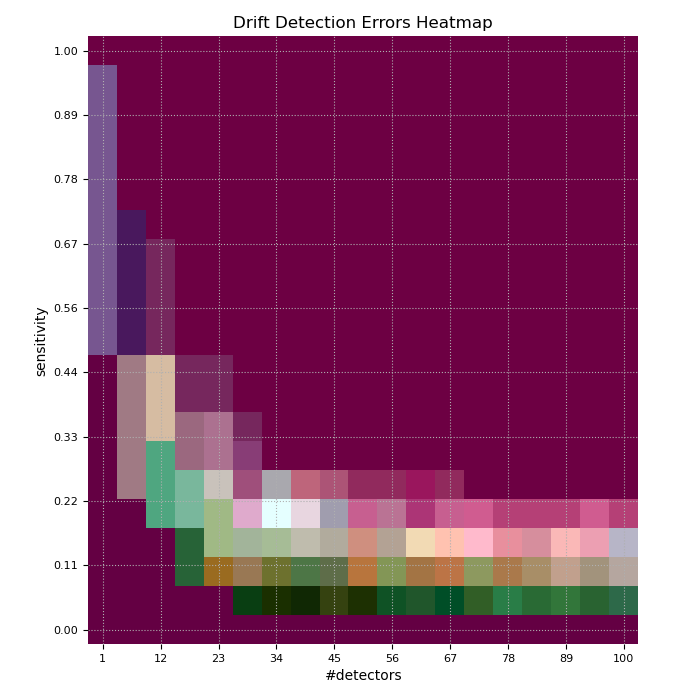 Drift Detection Errors Heatmap
1.00
0.89
0.78
0.67
0.56
0.44
0.33
0.22
0.11
0.00
sensitivity
1 12 23 34 45 56 67 78 89 100
#detectors